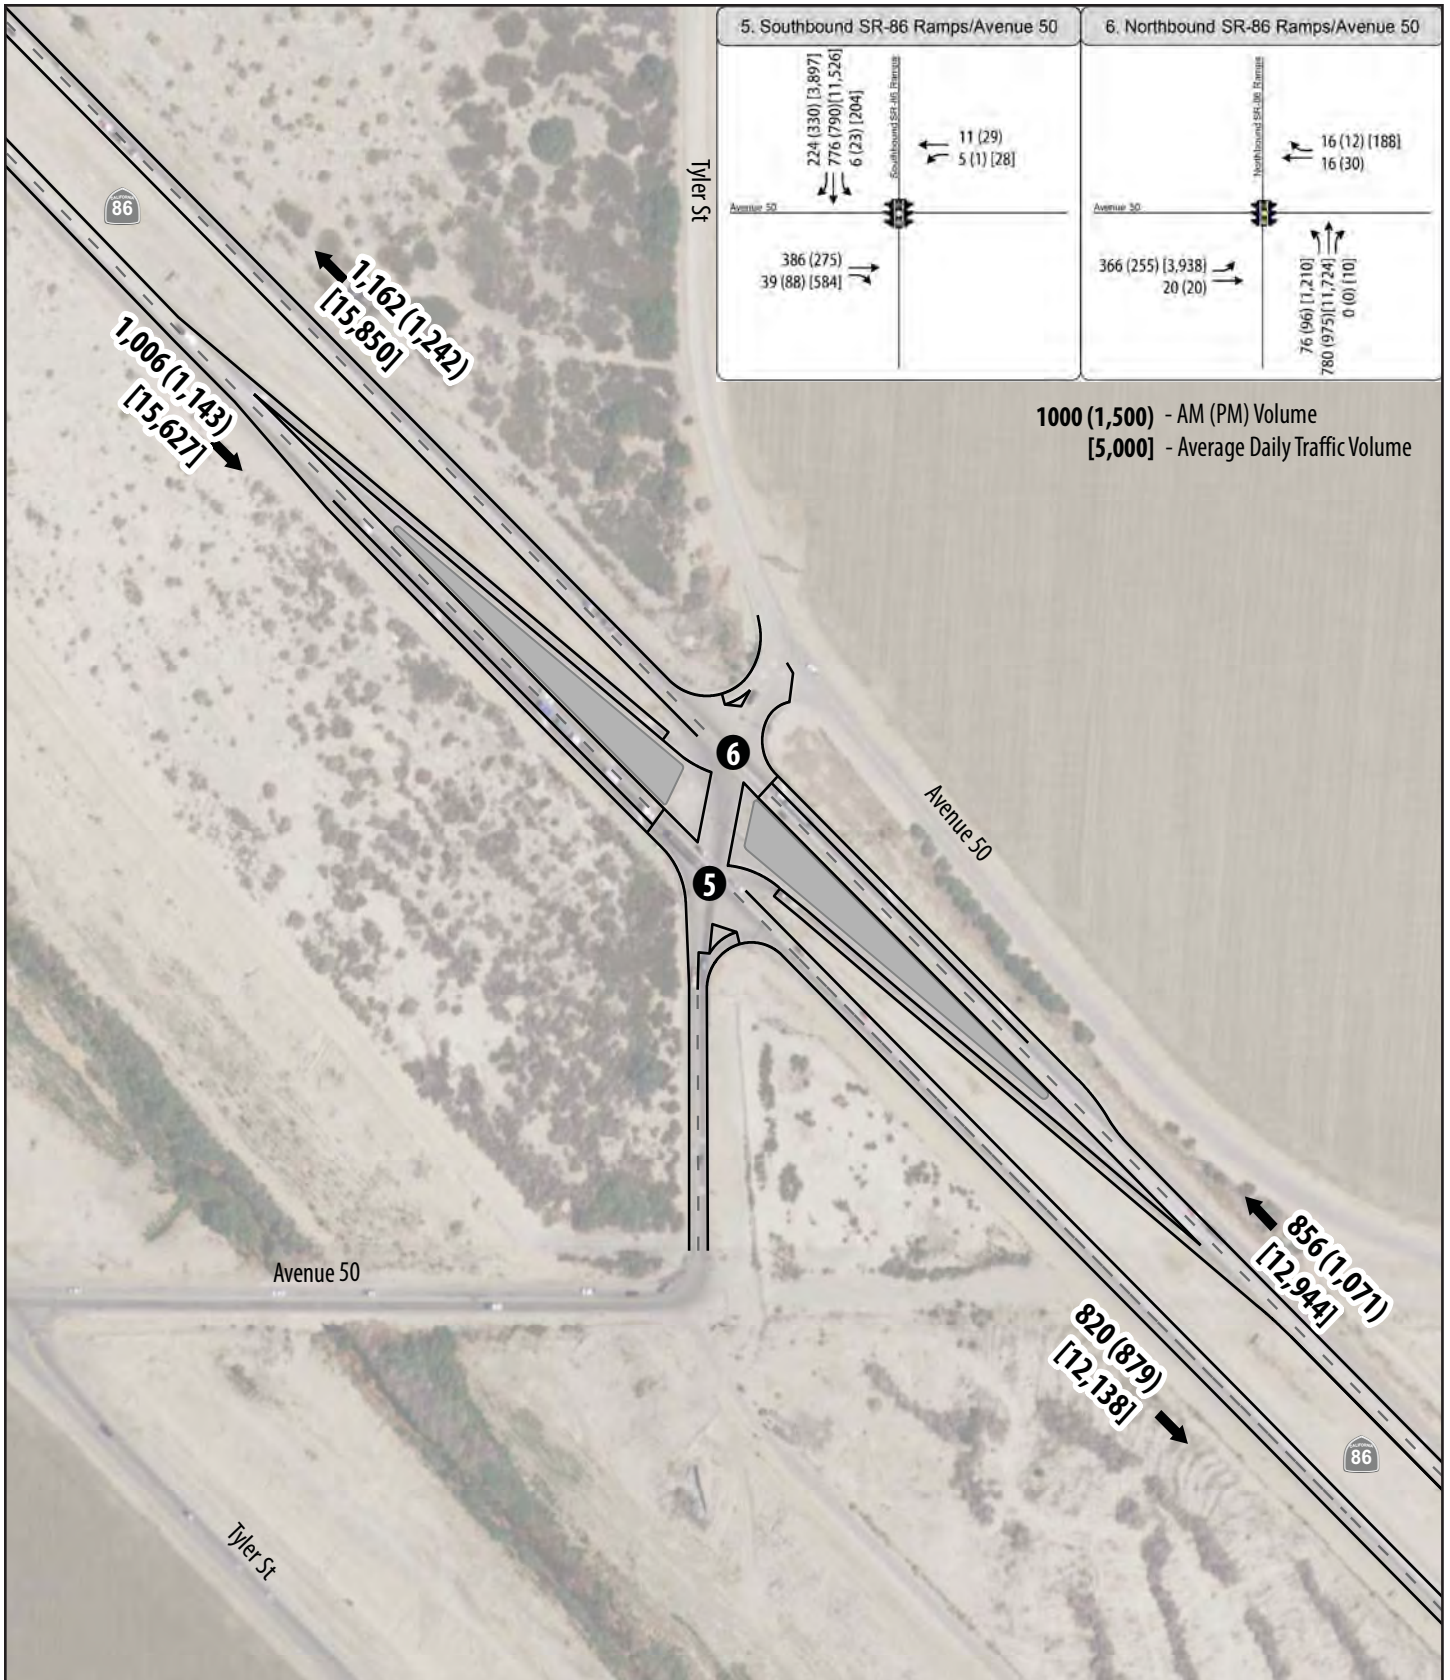 5. Southbound SR-86 Ramps/Avenue 50
224 (330) [3,897]
776 (790)[11,526]
6 (23) [204]
Southbound SR-86 Ramps
11 (29)
5 (1) [28]
Avenue 50
386 (275)
39 (88) [584]
6. Northbound SR-86 Ramps/Avenue 50
Northbound SR-86 Ramps
16 (12) [188]
16 (30)
Avenue 50
366 (255) [3,938]
20 (20)
76 (96) [1,210]
780 (975)[11,724]
0 (0) [10]
1000 (1,500) - AM (PM) Volume
[5,000] - Average Daily Traffic Volume
Tyler St
CALIFORNIA
86
1,162 (1,242)
[15,850]
1,006 (1,143)
[15,627]
6
5
Avenue 50
Avenue 50
856 (1,071)
[12,944]
820 (879)
[12,138]
CALIFORNIA
86
Tyler St